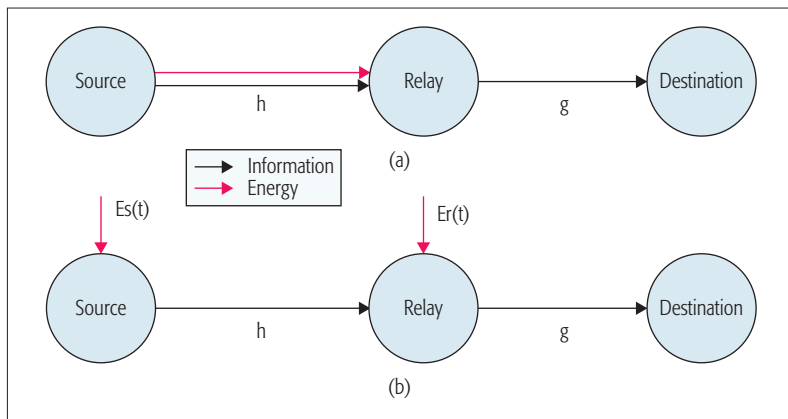 Source
Relay
Destination
h
g
(a)
Information
Energy
Es(t)
Er(t)
Source
Relay
Destination
h
g
(b)